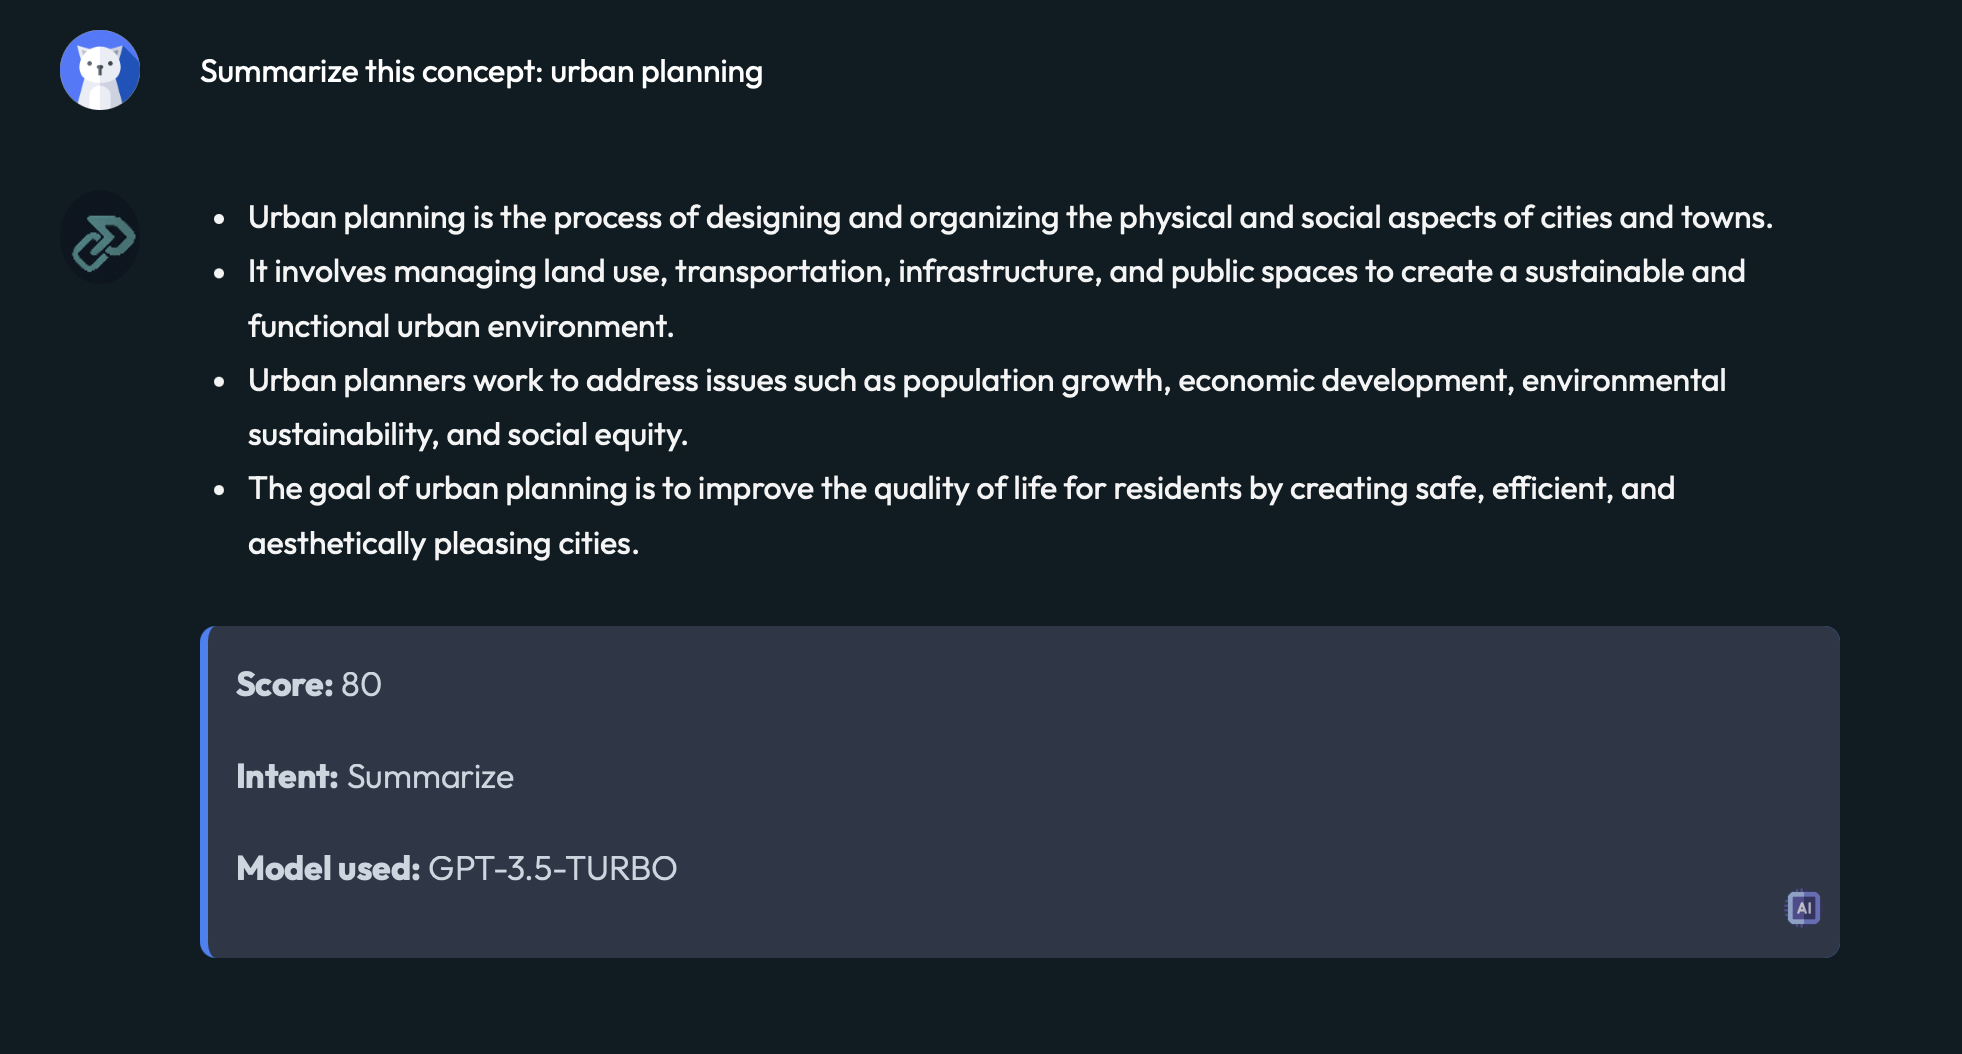 Summarize this concept: urban planning
• Urban planning is the process of designing and organizing the physical and social aspects of cities and towns.
• It involves managing land use, transportation, infrastructure, and public spaces to create a sustainable and
functional urban environment.
• Urban planners work to address issues such as population growth, economic development, environmental
sustainability, and social equity.
• The goal of urban planning is to improve the quality of life for residents by creating safe, efficient, and
aesthetically pleasing cities.
Score: 80
Intent: Summarize
Model used: GPT-3.5-TURBO
AI